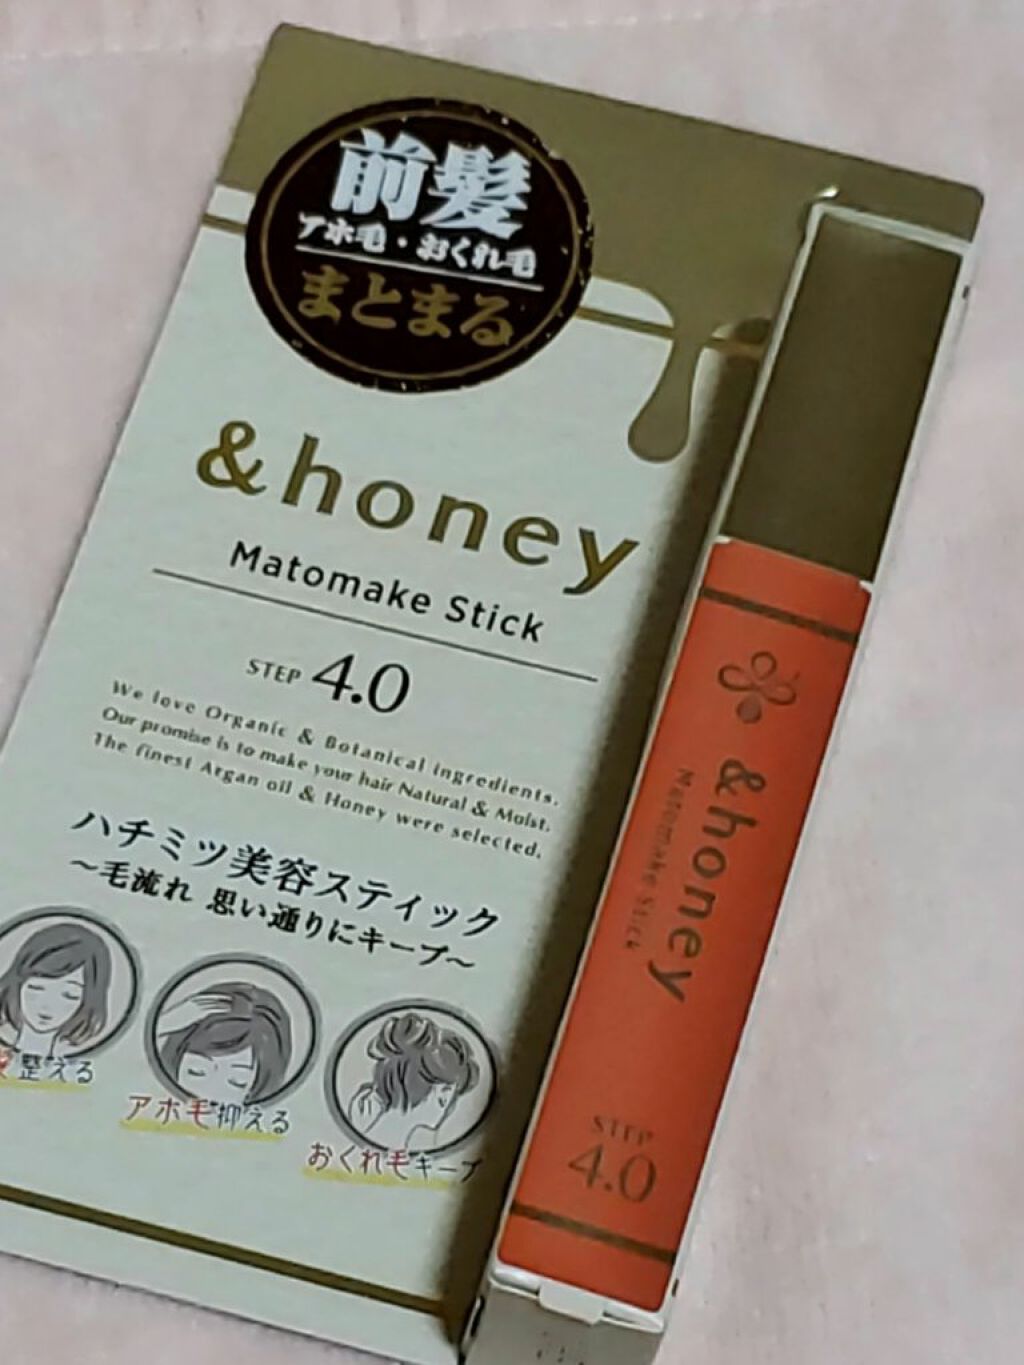 前髪
アホ毛・おくれ毛
まとまる
&honey
Matomake Stick
STEP 4.0
We love Organic & Botanical ingredients.
Our promise is to make your hair Natural & Moist.
The finest Argan oil & Honey were selected.
ハチミツ美容スティック
〜毛流れ 思い通りにキープ〜
整える
アホ毛抑える
おくれ毛キープ
&honey
Matomake Stick
STEP
4.0